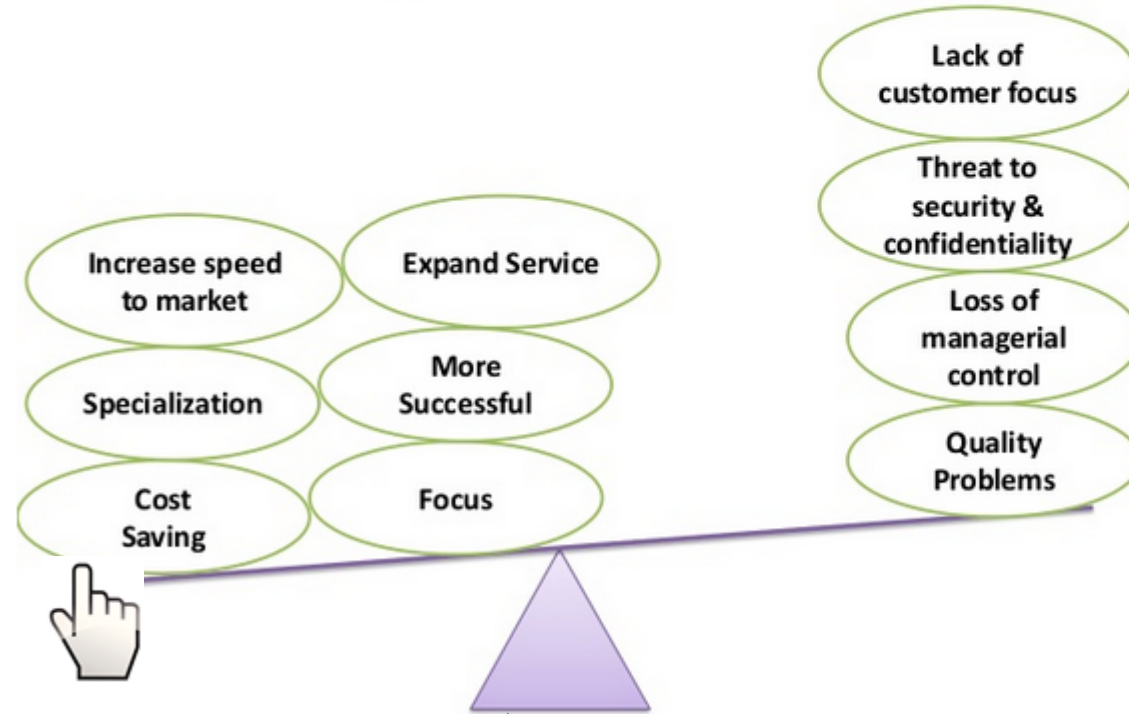 Increase speed
to market
Specialization
Cost
Saving
Expand Service
More
Successful
Focus
Lack of
customer focus
Threat to
security &
confidentiality
Loss of
managerial
control
Quality
Problems